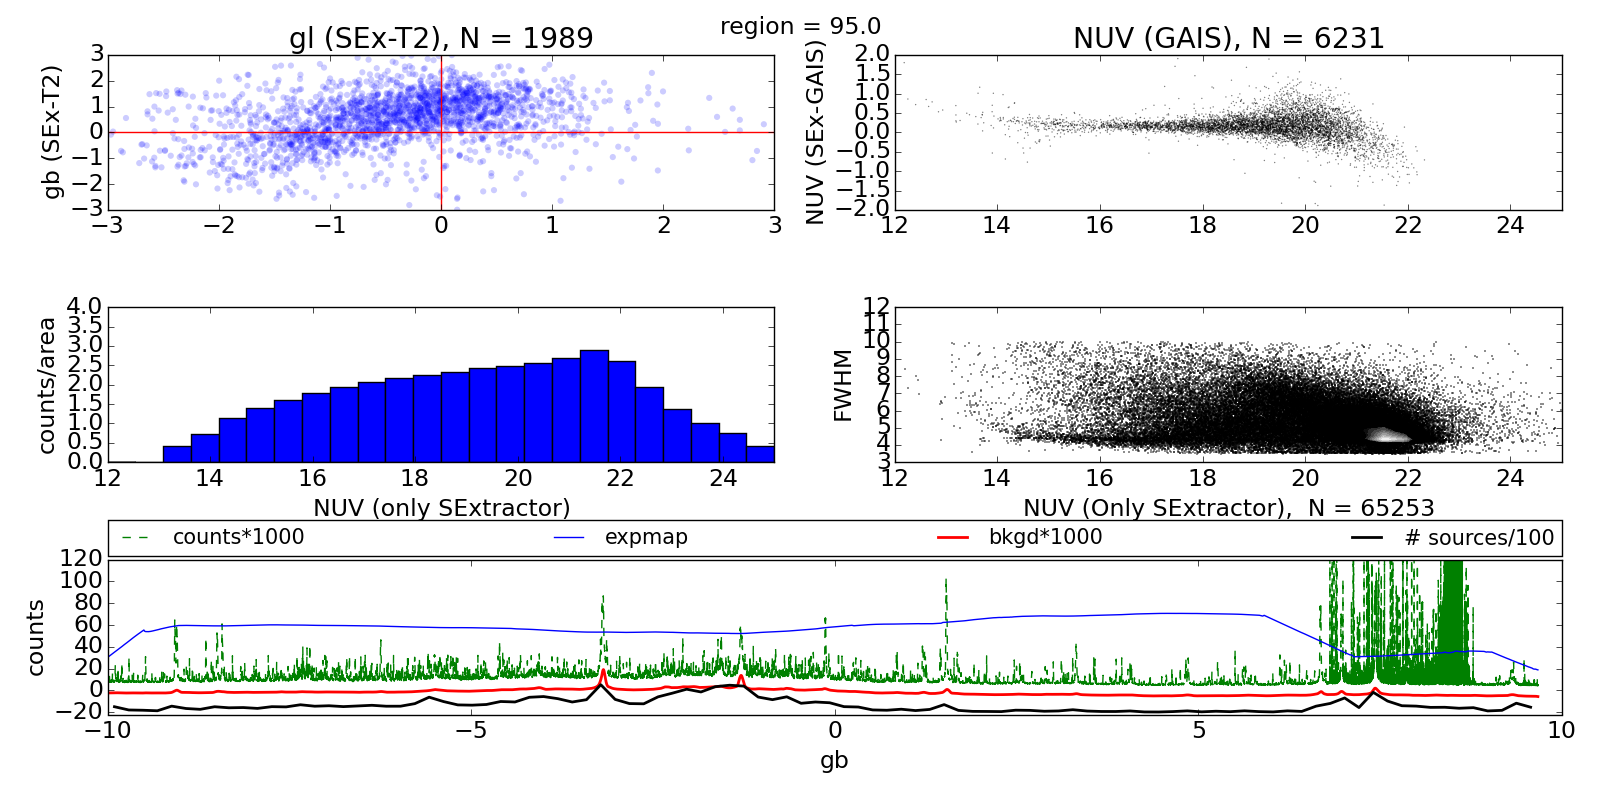 region = 95.0
gl (SEx-T2), N = 1989
gb (SEx-T2)
3
2
1
0
−1
−2
−3
−3 −2 −1 0 1 2 3
NUV (GAIS), N = 6231
NUV (SEx-GAIS)
2.0
1.5
1.0
0.5
0.0
−0.5
−1.0
−1.5
−2.0
12 14 16 18 20 22 24
counts/area
4.0
3.5
3.0
2.5
2.0
1.5
1.0
0.5
0.0
12 14 16 18 20 22 24
NUV (only SExtractor)
FWHM
12
11
10
9
8
7
6
5
4
3
12 14 16 18 20 22 24
NUV (Only SExtractor), N = 65253
counts*1000 expmap bkgd*1000 # sources/100
counts
120
100
80
60
40
20
0
−20
−10 −5 0 5 10
gb